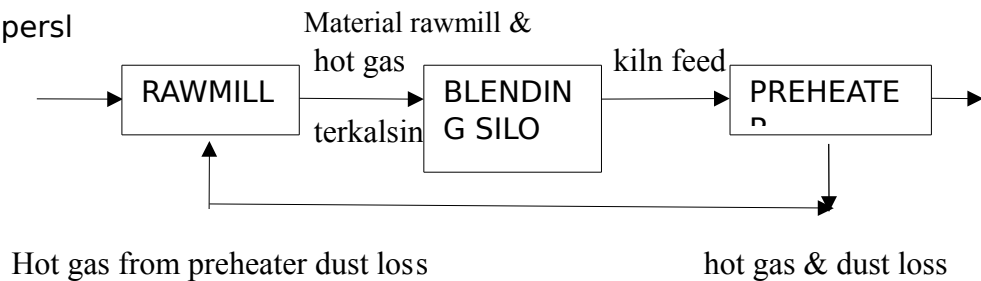 persl
Material rawmill &
hot gas
terkalsin
kiln feed
RAWMILL
BLENDIN
G SILO
PREHEATE
Hot gas from preheater dust loss
hot gas & dust loss